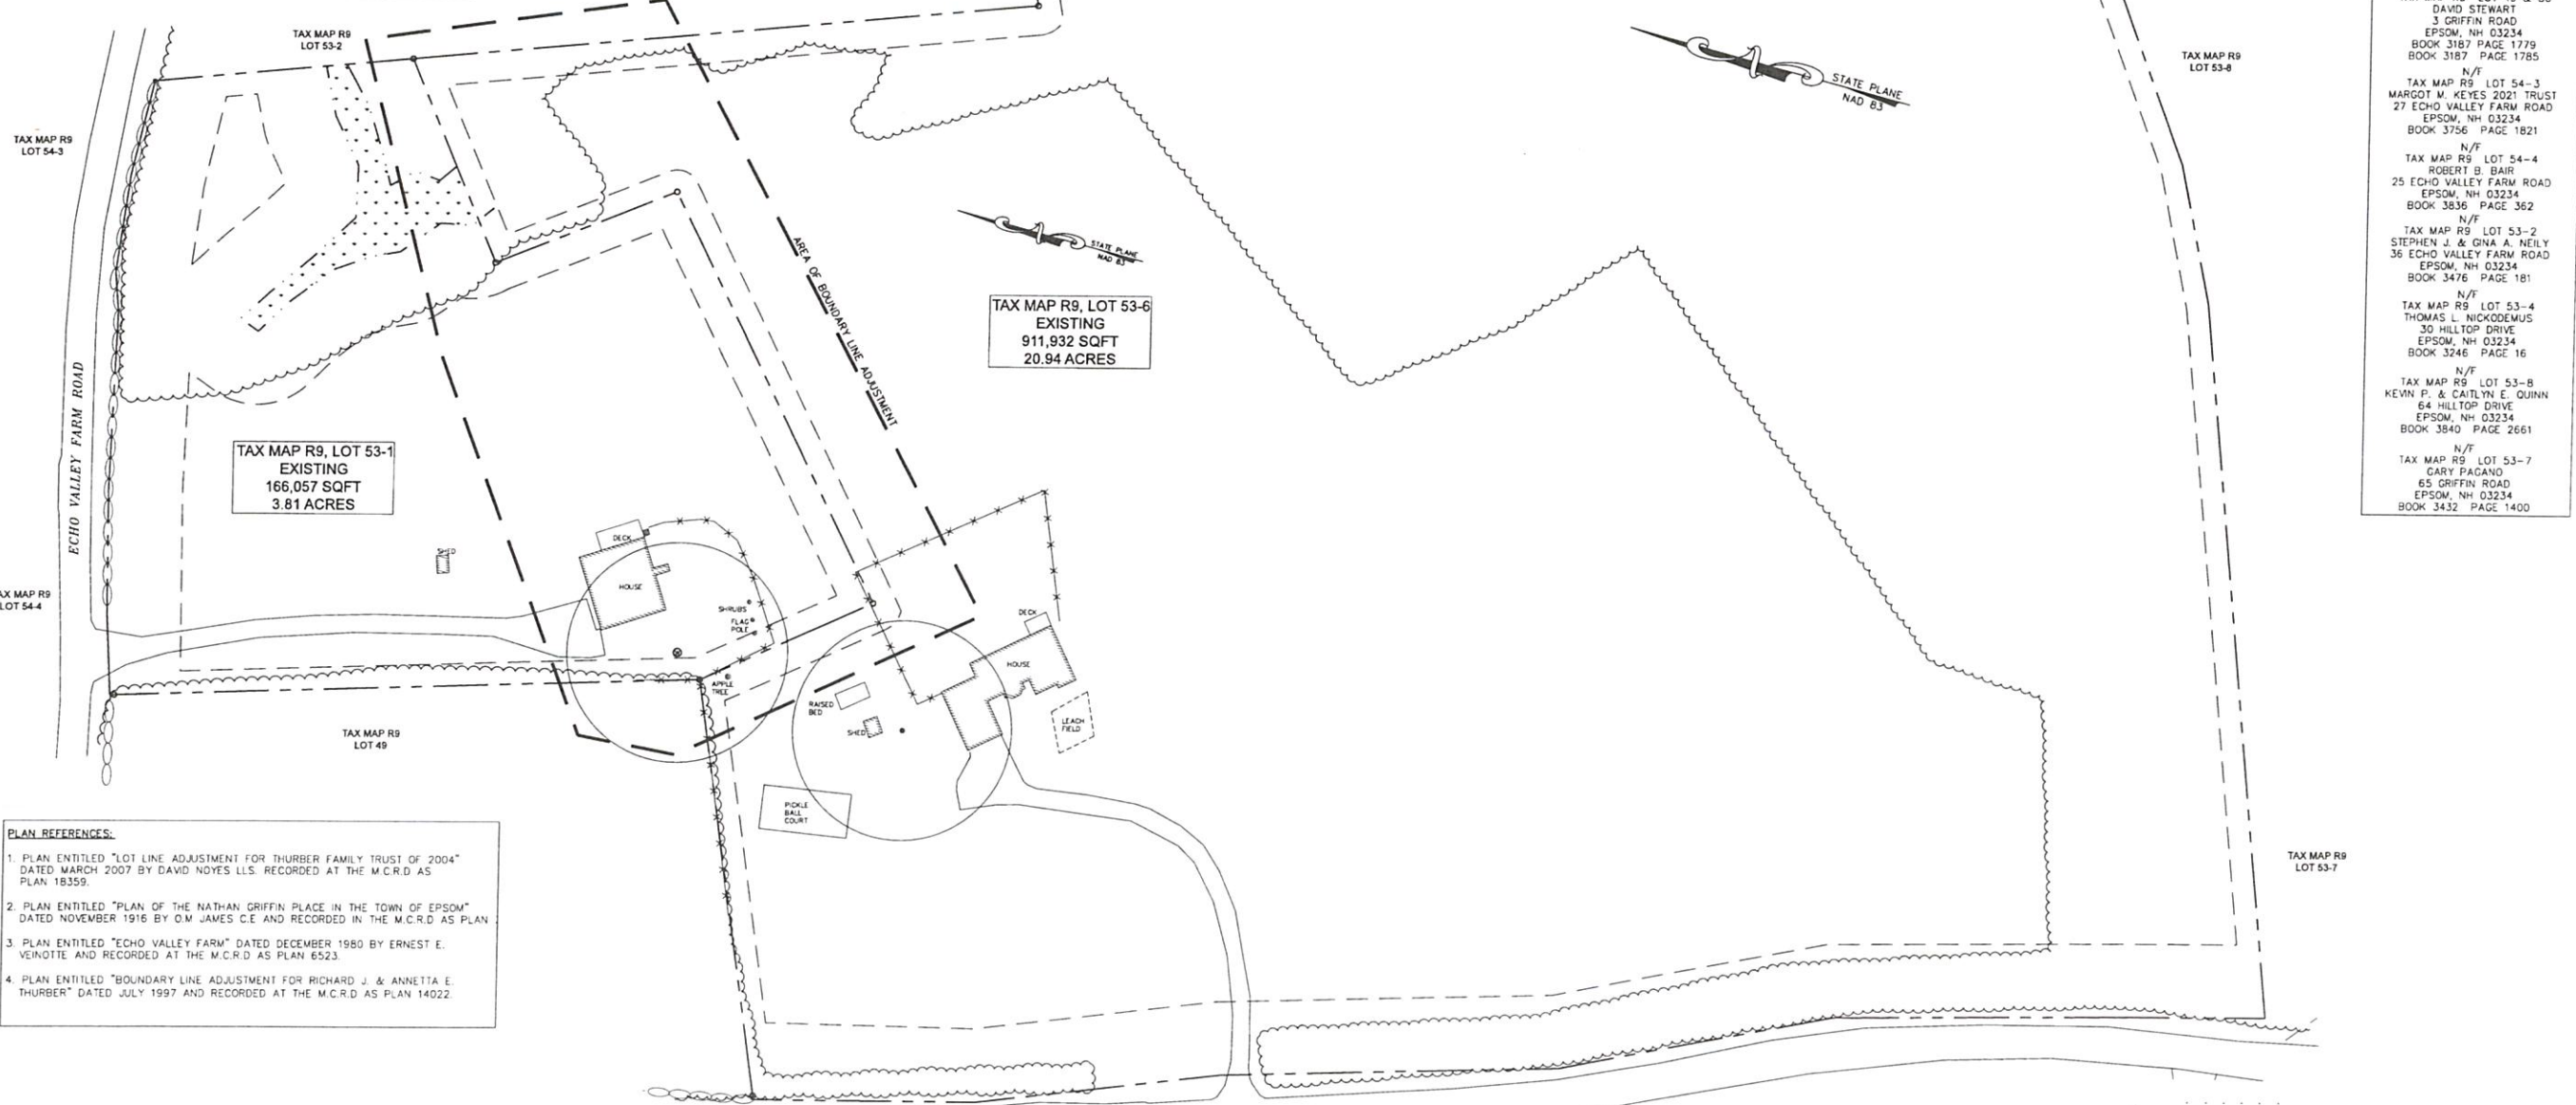 TAX MAP R9
LOT 53-2
TAX MAP R9
LOT 54-3
STATE PLANE
NAD 83
TAX MAP R9
LOT 53-8
STATE PLANE
NAD 83
AREA OF BOUNDARY LINE ADJUSTMENT
TAX MAP R9, LOT 53-6
EXISTING
911,932 SQFT
20.94 ACRES
ECHO VALLEY FARM ROAD
TAX MAP R9, LOT 53-1
EXISTING
166,057 SQFT
3.81 ACRES
SHED
DECK
HOUSE
SHRUBS
FLAG
POLE
APPLE
TREE
RAISED
BED
SHED
DECK
HOUSE
LEACH
FIELD
PICKLE
BALL
COURT
AX MAP R9
LOT 54-4
TAX MAP R9
LOT 49
TAX MAP R9
LOT 53-7
DAVID STEWART
3 GRIFFIN ROAD
EPSOM, NH 03234
BOOK 3187 PAGE 1779
BOOK 3187 PAGE 1785
N/F
TAX MAP R9 LOT 54-3
MARGOT M. KEYES 2021 TRUST
27 ECHO VALLEY FARM ROAD
EPSOM, NH 03234
BOOK 3756 PAGE 1821
N/F
TAX MAP R9 LOT 54-4
ROBERT B. BAIR
25 ECHO VALLEY FARM ROAD
EPSOM, NH 03234
BOOK 3836 PAGE 362
N/F
TAX MAP R9 LOT 53-2
STEPHEN J. & GINA A. NEILY
36 ECHO VALLEY FARM ROAD
EPSOM, NH 03234
BOOK 3476 PAGE 181
N/F
TAX MAP R9 LOT 53-4
THOMAS L. NICKODEMUS
30 HILLTOP DRIVE
EPSOM, NH 03234
BOOK 3246 PAGE 16
N/F
TAX MAP R9 LOT 53-8
KEVIN P. & CAITLYN E. QUINN
64 HILLTOP DRIVE
EPSOM, NH 03234
BOOK 3840 PAGE 2661
N/F
TAX MAP R9 LOT 53-7
GARY PAGANO
65 GRIFFIN ROAD
EPSOM, NH 03234
BOOK 3432 PAGE 1400
PLAN REFERENCES:
1. PLAN ENTITLED "LOT LINE ADJUSTMENT FOR THURBER FAMILY TRUST OF 2004"
DATED MARCH 2007 BY DAVID NOYES LLS. RECORDED AT THE M.C.R.D AS
PLAN 18359.
2. PLAN ENTITLED "PLAN OF THE NATHAN GRIFFIN PLACE IN THE TOWN OF EPSOM"
DATED NOVEMBER 1916 BY O.M JAMES C.E AND RECORDED IN THE M.C.R.D AS PLAN
3. PLAN ENTITLED "ECHO VALLEY FARM" DATED DECEMBER 1980 BY ERNEST E.
VEINOTTE AND RECORDED AT THE M.C.R.D AS PLAN 6523.
4. PLAN ENTITLED "BOUNDARY LINE ADJUSTMENT FOR RICHARD J. & ANNETTA E.
THURBER" DATED JULY 1997 AND RECORDED AT THE M.C.R.D AS PLAN 14022.